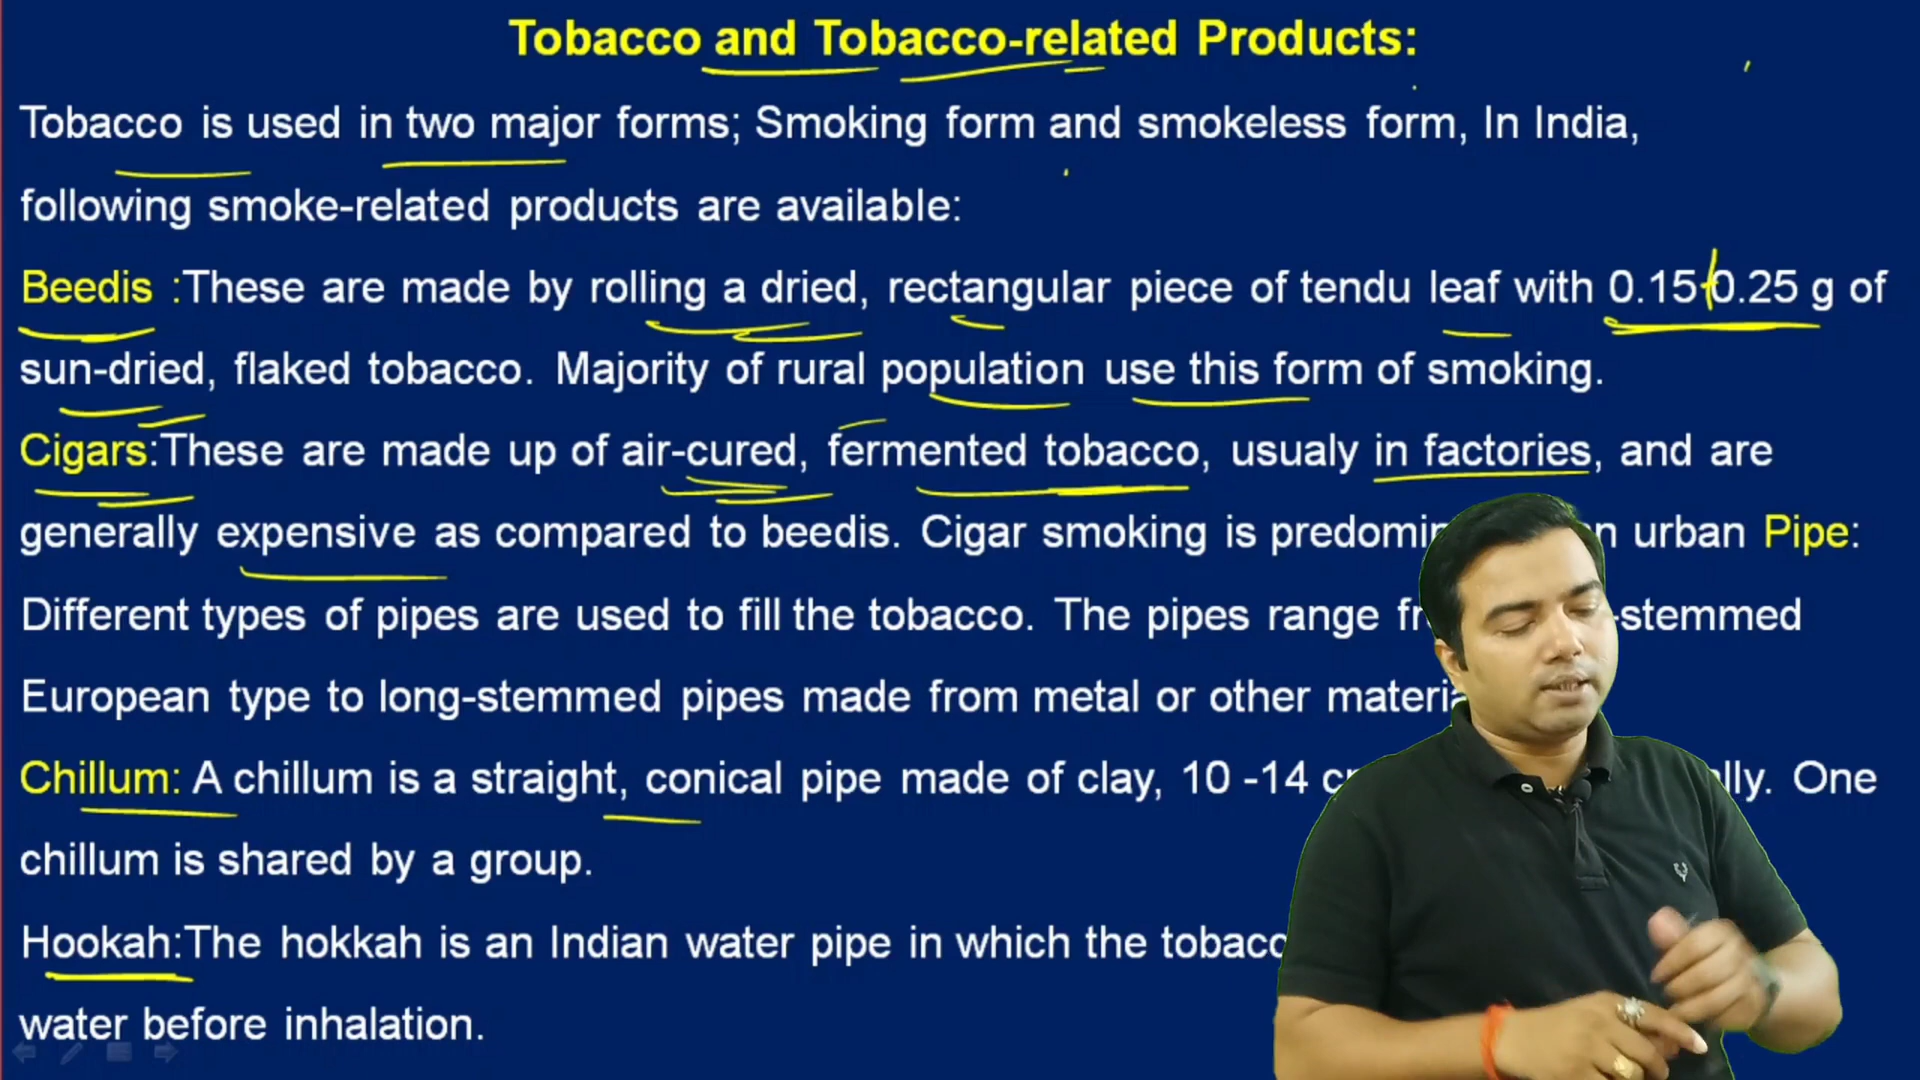 Tobacco and Tobacco-related Products:
Tobacco is used in two major forms; Smoking form and smokeless form, In India,
following smoke-related products are available:
Beedis :These are made by rolling a dried, rectangular piece of tendu leaf with 0.15-0.25 g of
sun-dried, flaked tobacco. Majority of rural population use this form of smoking.
Cigars:These are made up of air-cured, fermented tobacco, usualy in factories, and are
generally expensive as compared to beedis. Cigar smoking is urban Pipe:
Different types of pipes are used to fill the tobacco. The pipes range -stemmed
European type to long-stemmed pipes made from metal or other
Chillum: A chillum is a straight, conical pipe made of clay, 10 -14 One
chillum is shared by a group.
Hookah:The hokkah is an Indian water pipe in which the
water before inhalation.